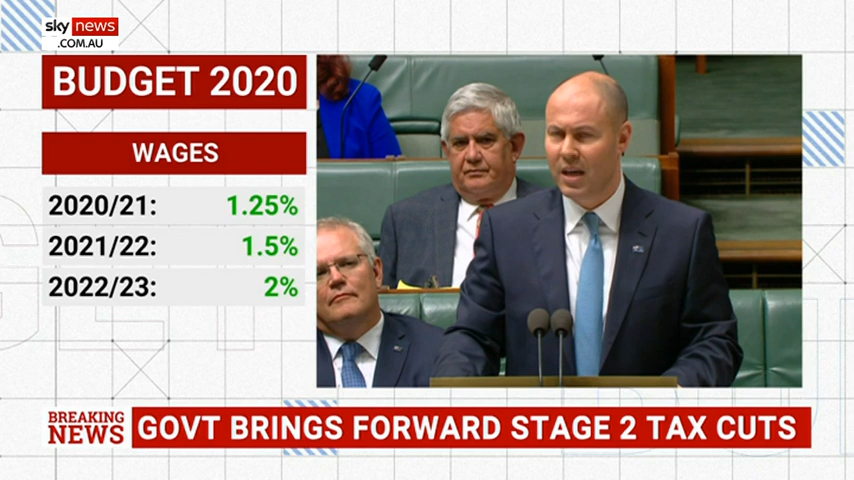 sky news
.COM.AU
BUDGET 2020
WAGES
2020/21: 1.25%
2021/22: 1.5%
2022/23: 2%
BREAKING
NEWS
GOVT BRINGS FORWARD STAGE 2 TAX CUTS